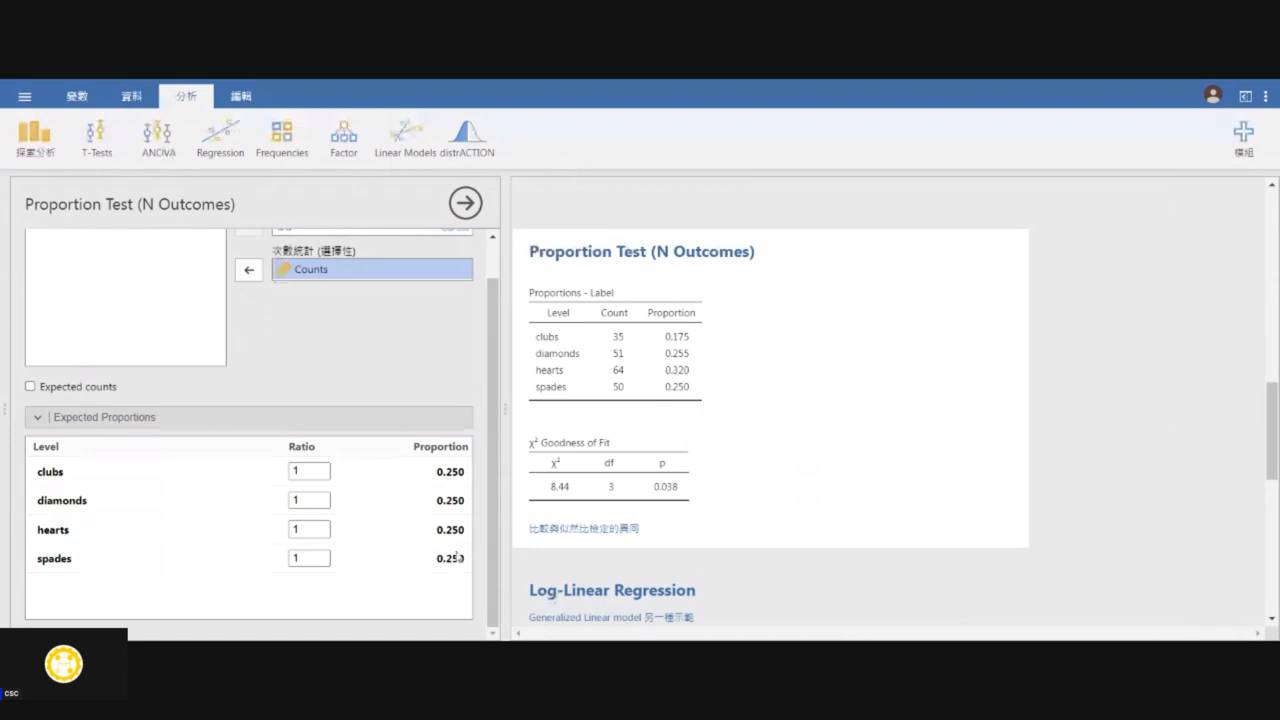 變數 資料 分析 編輯
探索分析 T-Tests ANOVA Regression Frequencies Factor Linear Models distrACTION 模組
Proportion Test (N Outcomes)
次數統計 (選擇性)
Counts
Expected counts
Expected Proportions
Level Ratio Proportion
clubs 1 0.250
diamonds 1 0.250
hearts 1 0.250
spades 1 0.250
Proportion Test (N Outcomes)
Proportions - Label
Level Count Proportion
clubs 35 0.175
diamonds 51 0.255
hearts 64 0.320
spades 50 0.250
χ² Goodness of Fit
χ² df p
8.44 3 0.038
比較與似然比檢定的異同
Log-Linear Regression
Generalized Linear model 另一種示範
csc